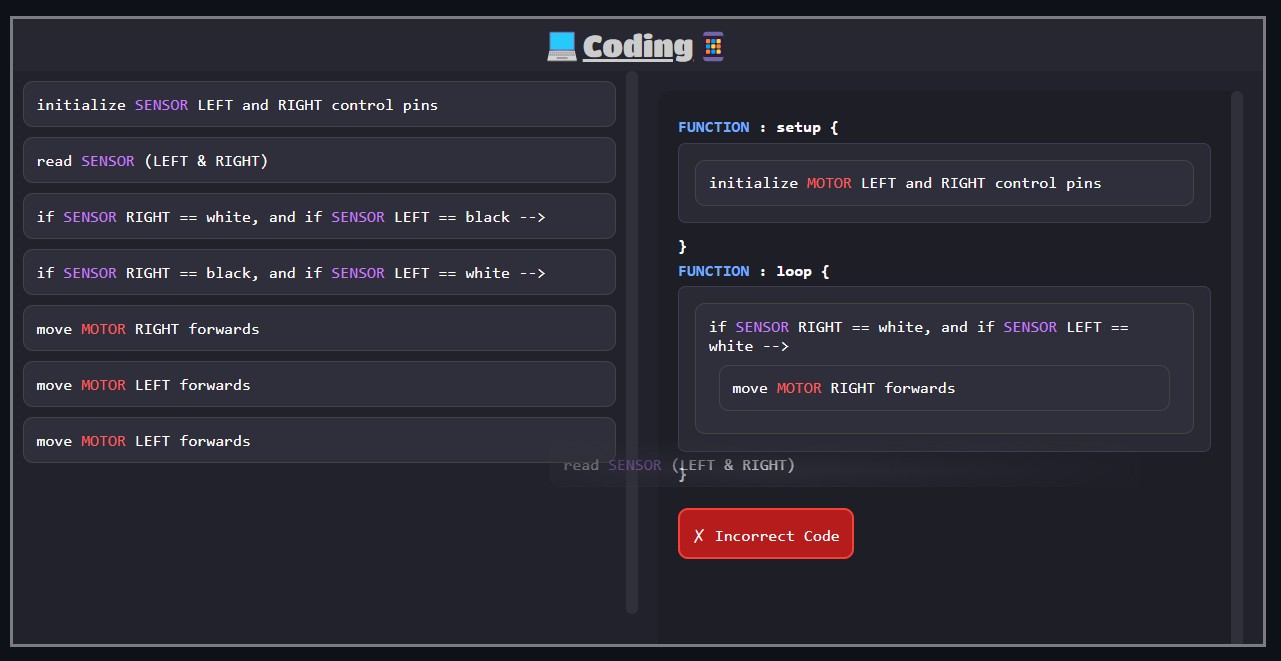 Coding
initialize SENSOR LEFT and RIGHT control pins
read SENSOR (LEFT & RIGHT)
if SENSOR RIGHT == white, and if SENSOR LEFT == black -->
if SENSOR RIGHT == black, and if SENSOR LEFT == white -->
move MOTOR RIGHT forwards
move MOTOR LEFT forwards
move MOTOR LEFT forwards
FUNCTION : setup {
initialize MOTOR LEFT and RIGHT control pins
}
FUNCTION : loop {
if SENSOR RIGHT == white, and if SENSOR LEFT ==
white -->
move MOTOR RIGHT forwards
read SENSOR (LEFT & RIGHT)
}
✗ Incorrect Code